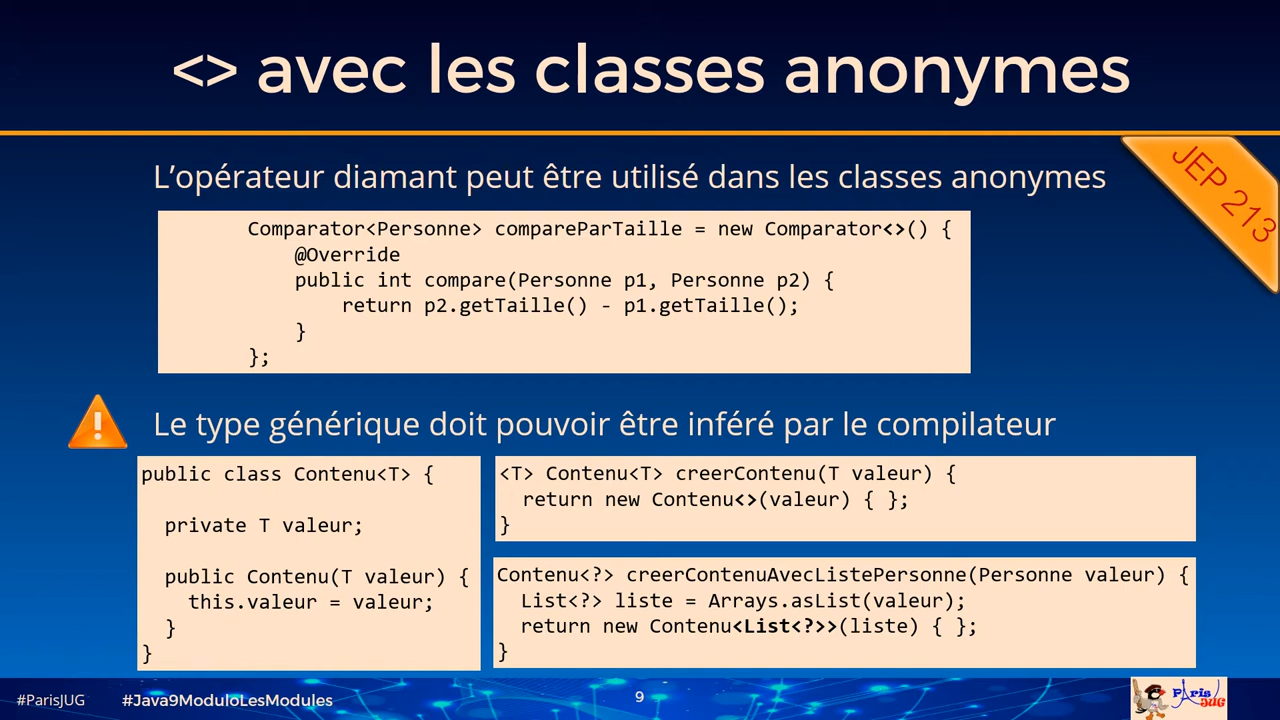 <> avec les classes anonymes
JEP 213
L’opérateur diamant peut être utilisé dans les classes anonymes
Comparator<Personne> compareParTaille = new Comparator<>() {
@Override
public int compare(Personne p1, Personne p2) {
return p2.getTaille() - p1.getTaille();
}
};
Le type générique doit pouvoir être inféré par le compilateur
public class Contenu<T> {
private T valeur;
public Contenu(T valeur) {
this.valeur = valeur;
}
}
<T> Contenu<T> creerContenu(T valeur) {
return new Contenu<>(valeur) { };
}
Contenu<?> creerContenuAvecListePersonne(Personne valeur) {
List<?> liste = Arrays.asList(valeur);
return new Contenu<List<?>>(liste) { };
}
#ParisJUG #Java9ModuloLesModules 9
Paris
JUG